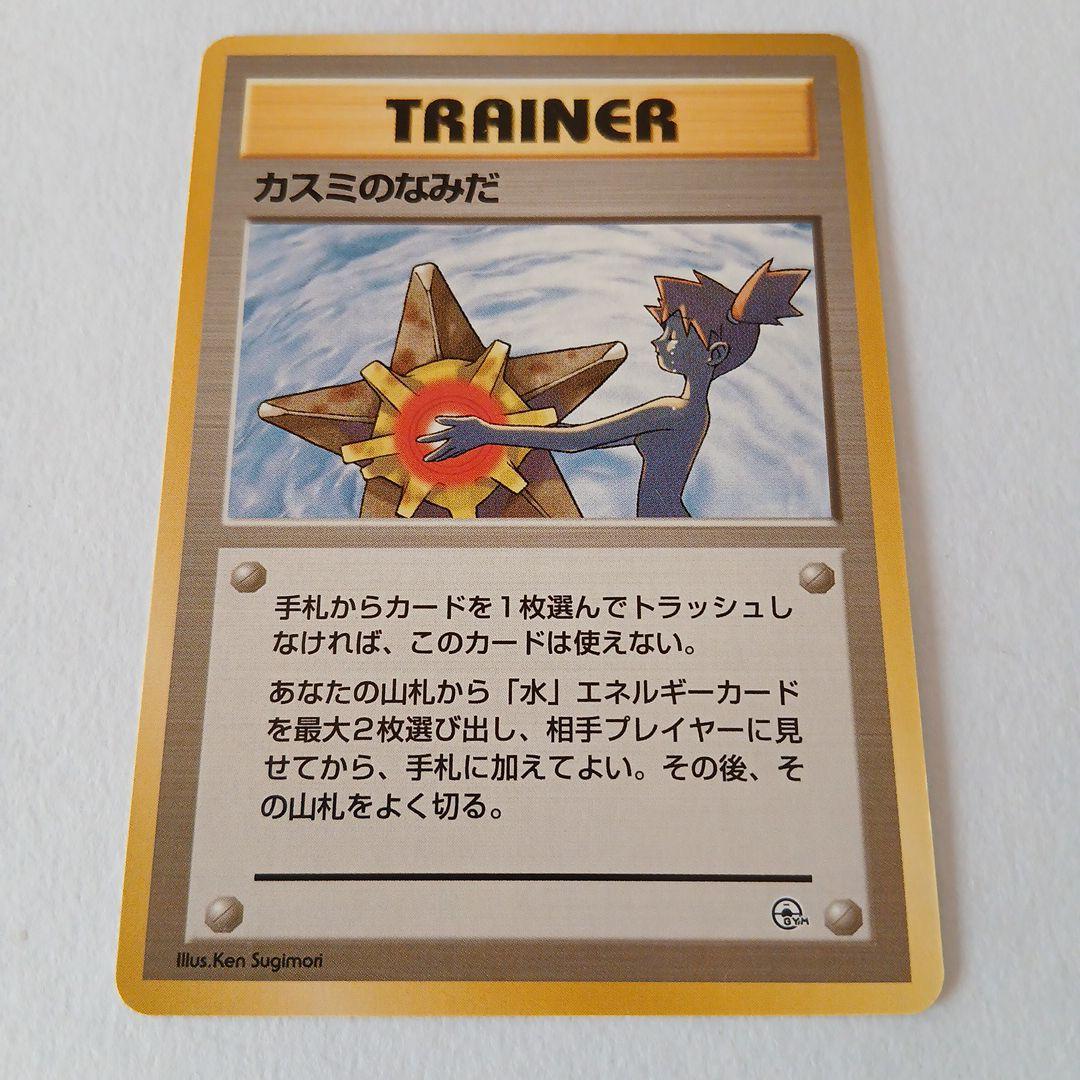 TRAINER
カスミのなみだ
手札からカードを1枚選んでトラッシュし
なければ、このカードは使えない。
あなたの山札から「水」エネルギーカード
を最大2枚選び出し、相手プレイヤーに見
せてから、手札に加えてよい。その後、そ
の山札をよく切る。
GYM
Illus.Ken Sugimori